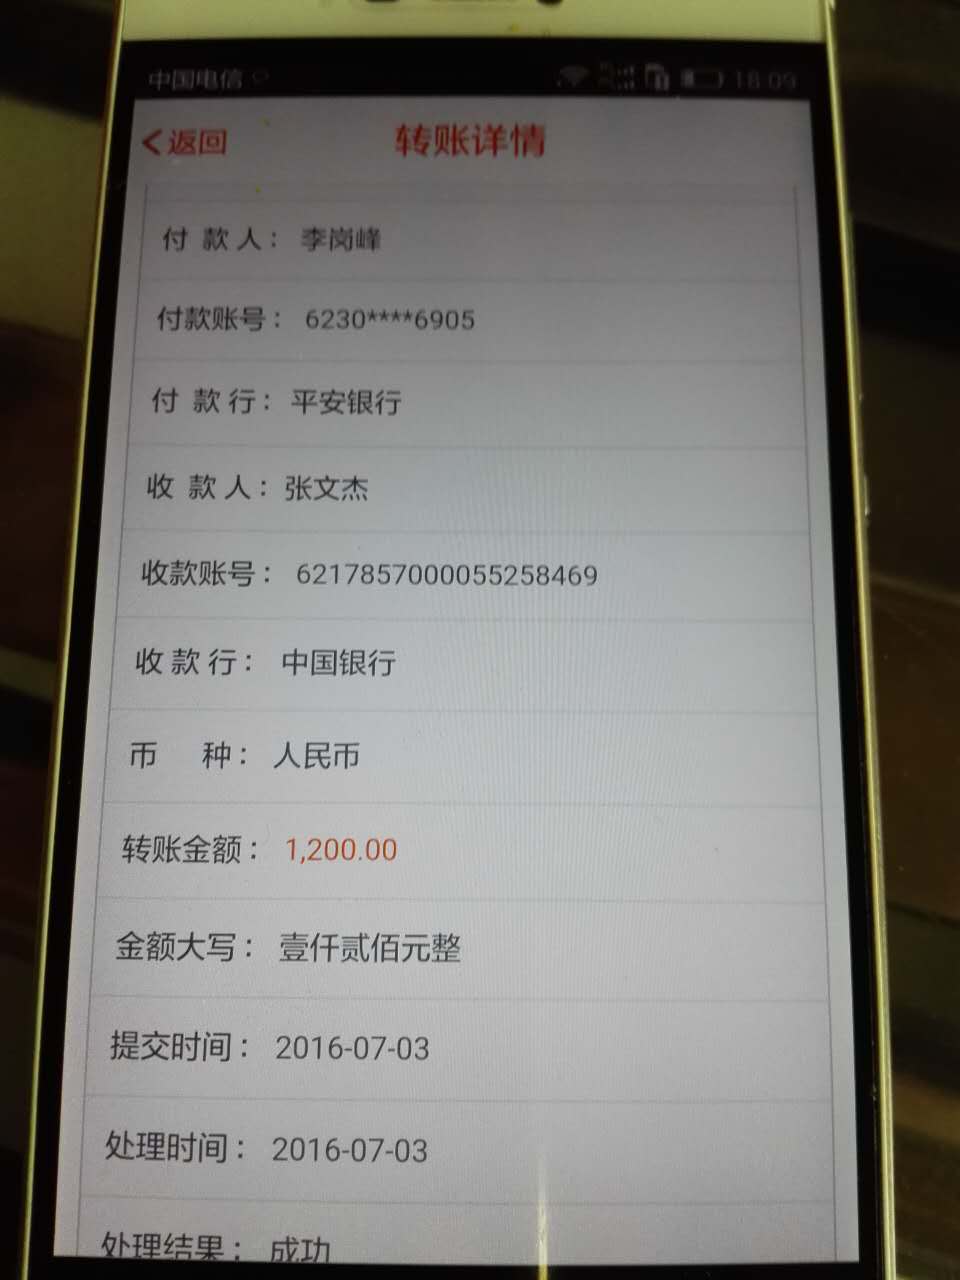 中国电信
18:09
返回
转账详情
付 款 人： 李岗峰
付款账号： 6230****6905
付 款 行： 平安银行
收 款 人： 张文杰
收款账号： 6217857000055258469
收 款 行： 中国银行
币 种： 人民币
转账金额： 1,200.00
金额大写： 壹仟贰佰元整
提交时间： 2016-07-03
处理时间： 2016-07-03
处理结果： 成功